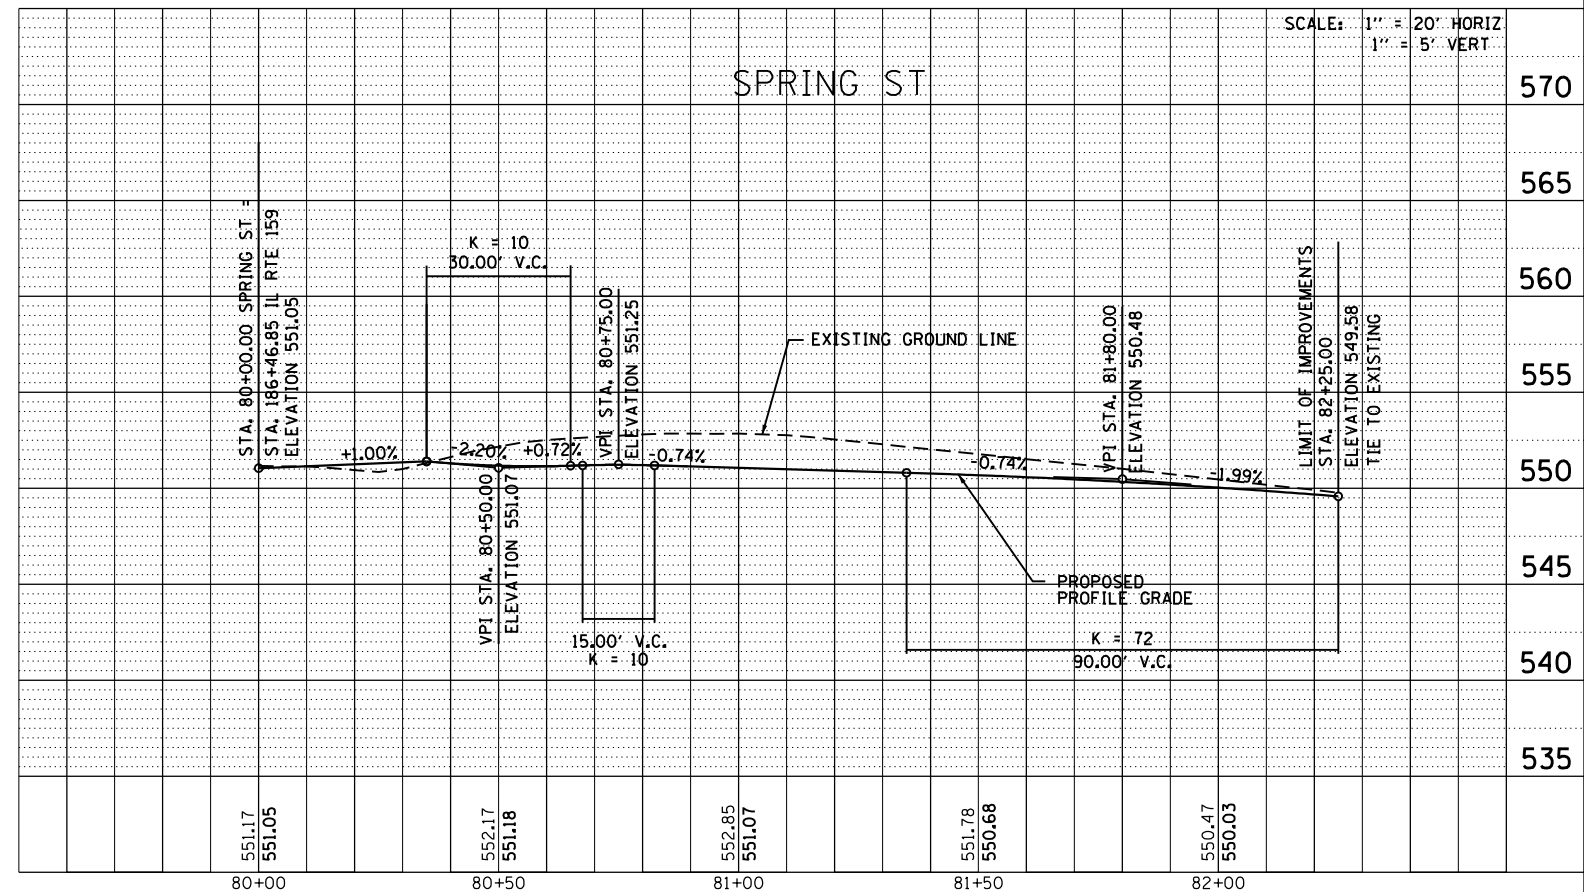 SCALE: 1'' = 20' HORIZ
1'' = 5' VERT
SPRING ST
570
565
560
555
550
545
540
535
STA. 80+00.00 SPRING ST =
STA. 186+46.85 IL RTE 159
ELEVATION 551.05
K = 10
30.00' V.C.
VPI STA. 80+75.00
ELEVATION 551.25
EXISTING GROUND LINE
VPI STA. 81+80.00
ELEVATION 550.48
LIMIT OF IMPROVEMENTS
STA. 82+25.00
ELEVATION 549.58
TIE TO EXISTING
+1.00%
-2.20%
+0.72%
-0.74%
-0.74%
-1.99%
VPI STA. 80+50.00
ELEVATION 551.07
15.00' V.C.
K = 10
PROPOSED
PROFILE GRADE
K = 72
90.00' V.C.
551.17
551.05
552.17
551.18
552.85
551.07
551.78
550.68
550.47
550.03
80+00
80+50
81+00
81+50
82+00